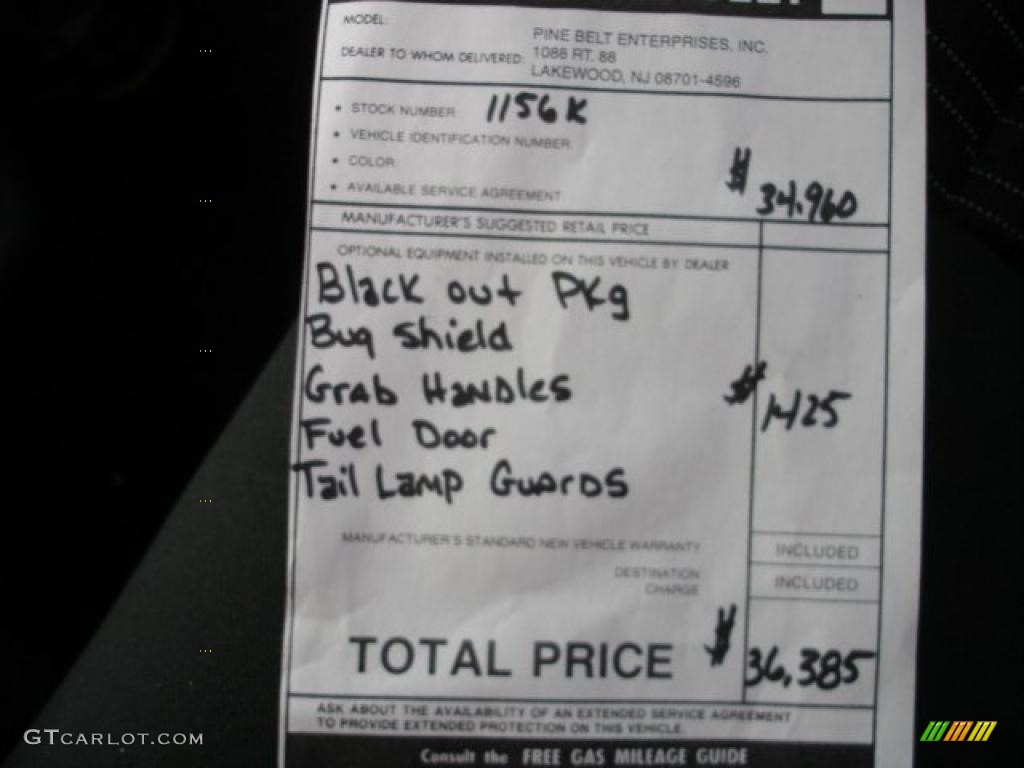 MODEL:
PINE BELT ENTERPRISES, INC.
DEALER TO WHOM DELIVERED: 1088 RT. 88
LAKEWOOD, NJ 08701-4596
• STOCK NUMBER: 1156K
• VEHICLE IDENTIFICATION NUMBER:
• COLOR:
• AVAILABLE SERVICE AGREEMENT
$ 34,960
MANUFACTURER'S SUGGESTED RETAIL PRICE
OPTIONAL EQUIPMENT INSTALLED ON THIS VEHICLE BY DEALER
Black out PKg
Bug Shield
Grab Handles
$ 1425
Fuel Door
Tail Lamp Guards
MANUFACTURER'S STANDARD NEW VEHICLE WARRANTY INCLUDED
DESTINATION CHARGE INCLUDED
TOTAL PRICE $ 36,385
ASK ABOUT THE AVAILABILITY OF AN EXTENDED SERVICE AGREEMENT
TO PROVIDE EXTENDED PROTECTION ON THIS VEHICLE.
Consult the FREE GAS MILEAGE GUIDE
GTCARLOT.COM